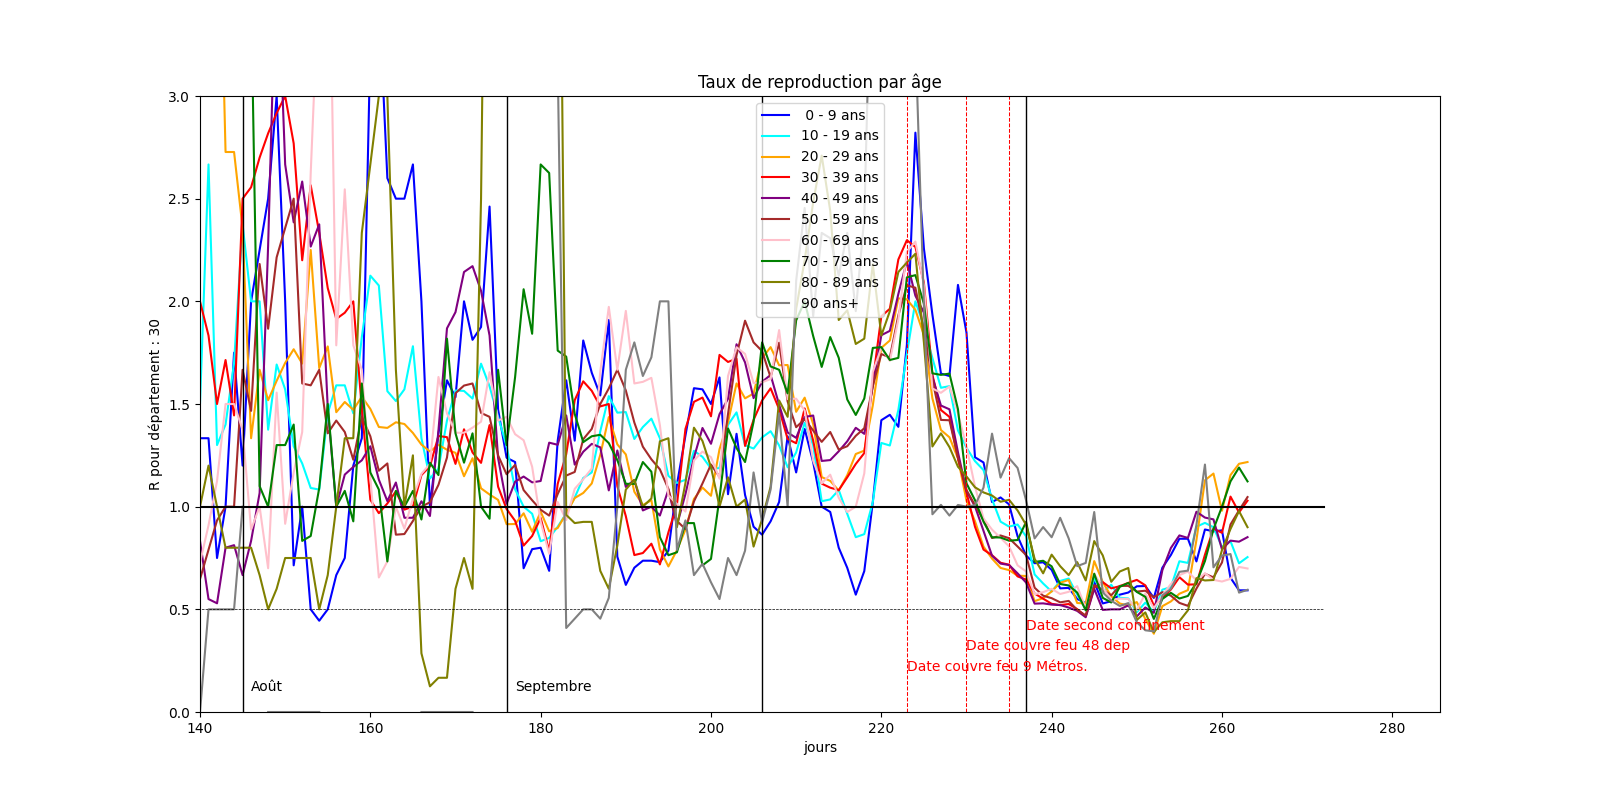 Taux de reproduction par âge
R pour département : 30
3.0
2.5
2.0
1.5
1.0
0.5
0.0
0 - 9 ans
10 - 19 ans
20 - 29 ans
30 - 39 ans
40 - 49 ans
50 - 59 ans
60 - 69 ans
70 - 79 ans
80 - 89 ans
90 ans+
Date second confinement
Date couvre feu 48 dep
Date couvre feu 9 Métros.
Août
Septembre
140
160
180
200
220
240
260
280
jours